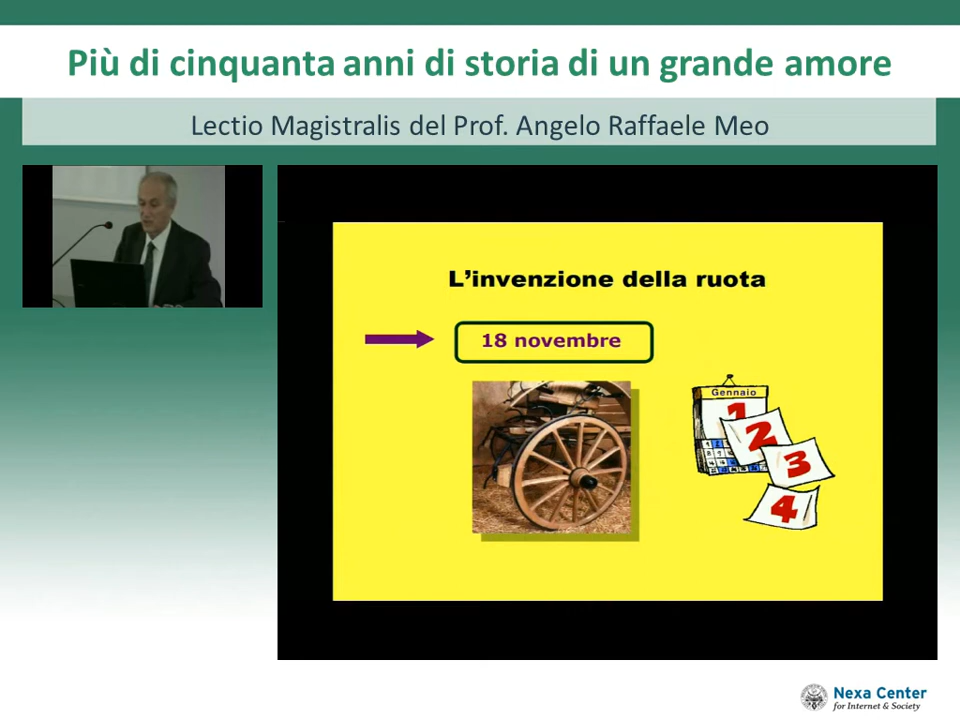 Più di cinquanta anni di storia di un grande amore
Lectio Magistralis del Prof. Angelo Raffaele Meo
L’invenzione della ruota
18 novembre
Gennaio
1
2
3
4
Nexa Center
for Internet & Society